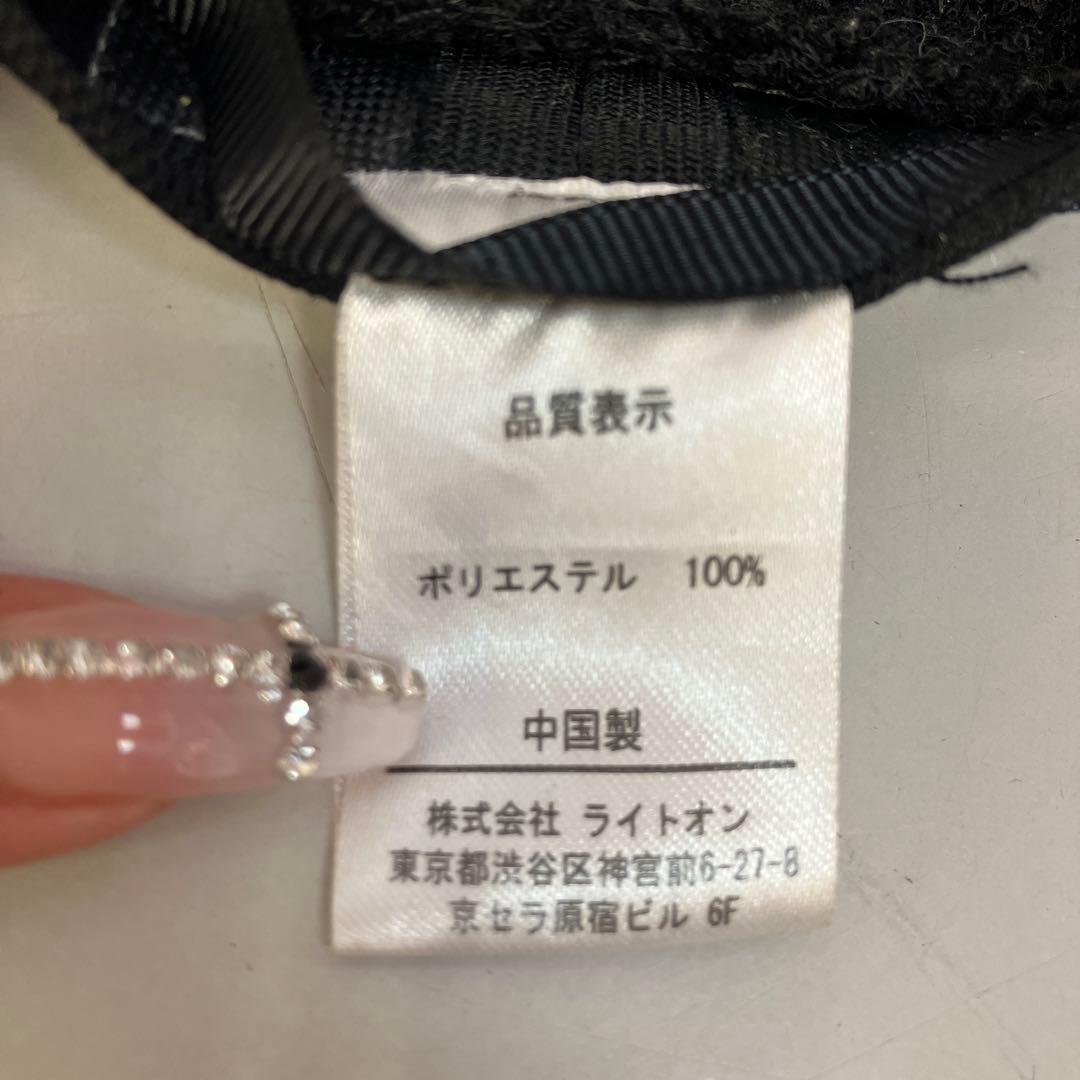 品質表示
ポリエステル 100%
中国製
株式会社 ライトオン
東京都渋谷区神宮前6-27-8
京セラ原宿ビル 6F